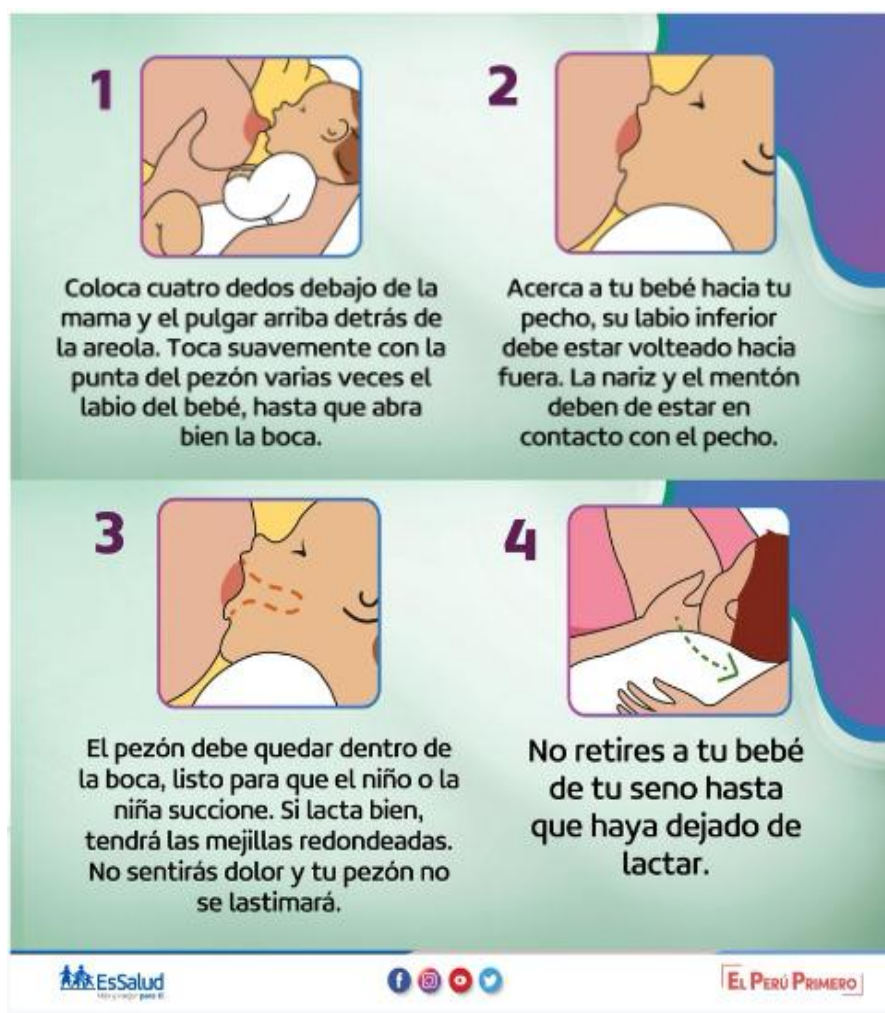 1
Coloca cuatro dedos debajo de la
mama y el pulgar arriba detrás de
la areola. Toca suavemente con la
punta del pezón varias veces el
labio del bebé, hasta que abra
bien la boca.
2
Acerca a tu bebé hacia tu
pecho, su labio inferior
debe estar volteado hacia
fuera. La nariz y el mentón
deben de estar en
contacto con el pecho.
3
El pezón debe quedar dentro de
la boca, listo para que el niño o la
niña succione. Si lacta bien,
tendrá las mejillas redondeadas.
No sentirás dolor y tu pezón no
se lastimará.
4
No retires a tu bebé
de tu seno hasta
que haya dejado de
lactar.
EsSalud
Más y mejor para ti
EL PERÚ PRIMERO